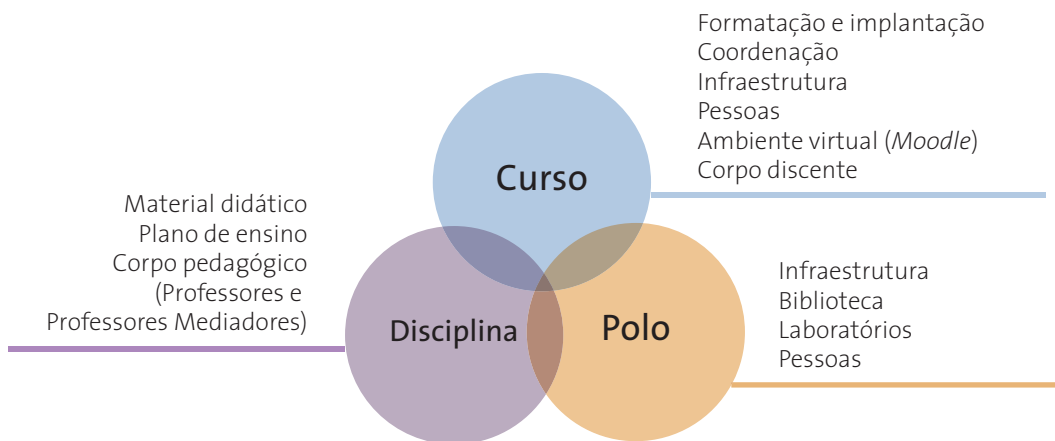 Formatação e implantação
Coordenação
Infraestrutura
Pessoas
Ambiente virtual (Moodle)
Corpo discente
Curso
Material didático
Plano de ensino
Corpo pedagógico
(Professores e
Professores Mediadores)
Disciplina
Polo
Infraestrutura
Biblioteca
Laboratórios
Pessoas